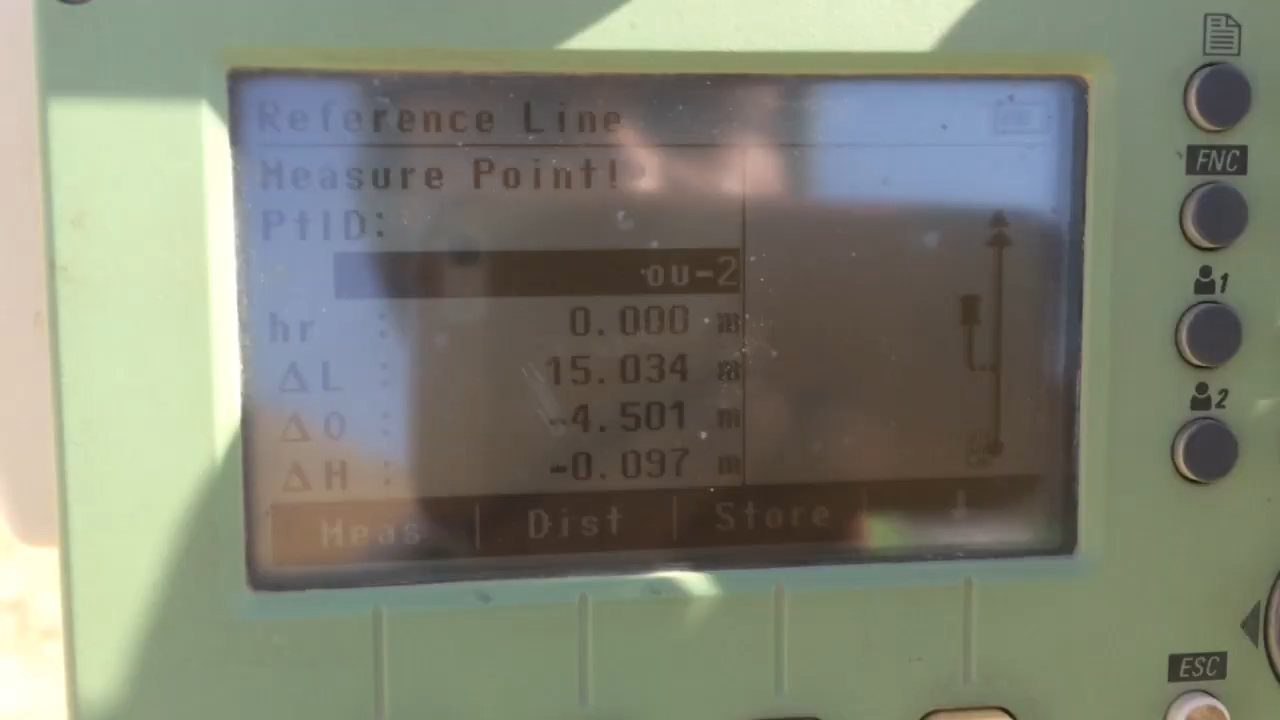 Reference Line
Measure Point!
PtID:
ou-2
hr : 0.000 m
ΔL : 15.034 m
ΔO : -4.501 m
ΔH : -0.097 m
Meas | Dist | Store | ↓
FNC
1
2
ESC